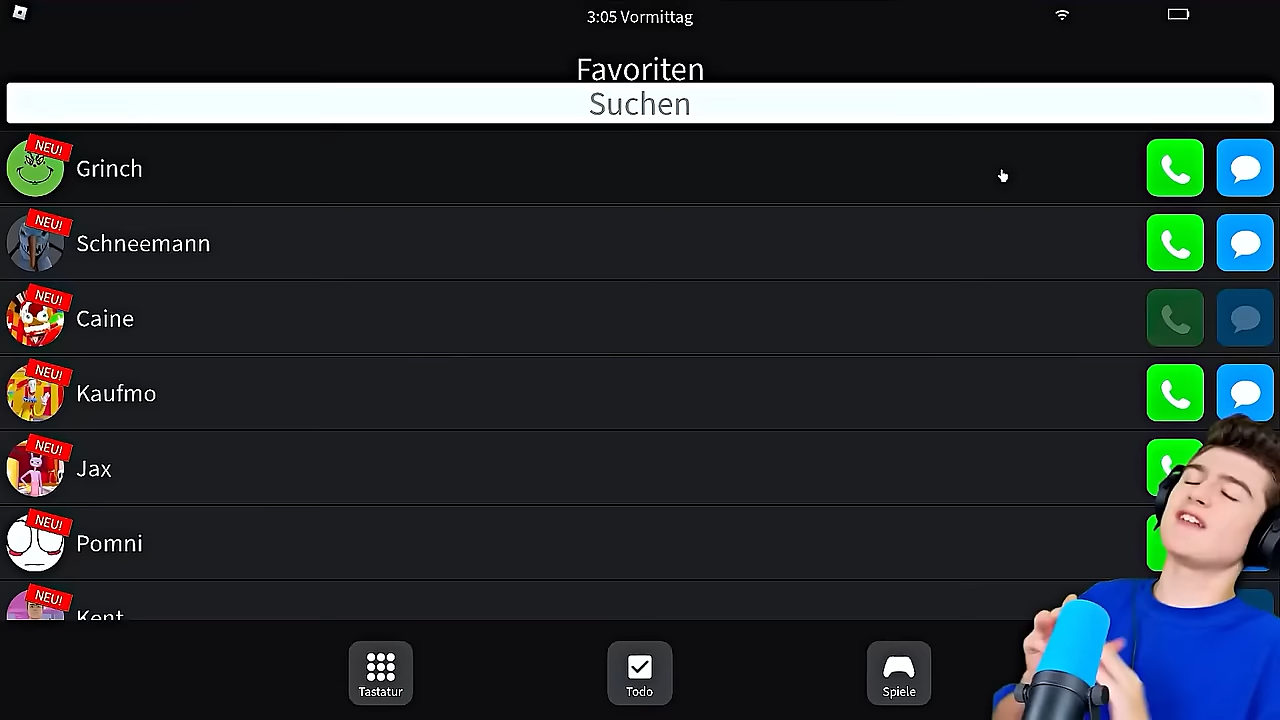 3:05 Vormittag
Favoriten
Suchen
NEU!
Grinch
NEU!
Schneemann
NEU!
Caine
NEU!
Kaufmo
NEU!
Jax
NEU!
Pomni
NEU!
Kent
Tastatur
Todo
Spiele